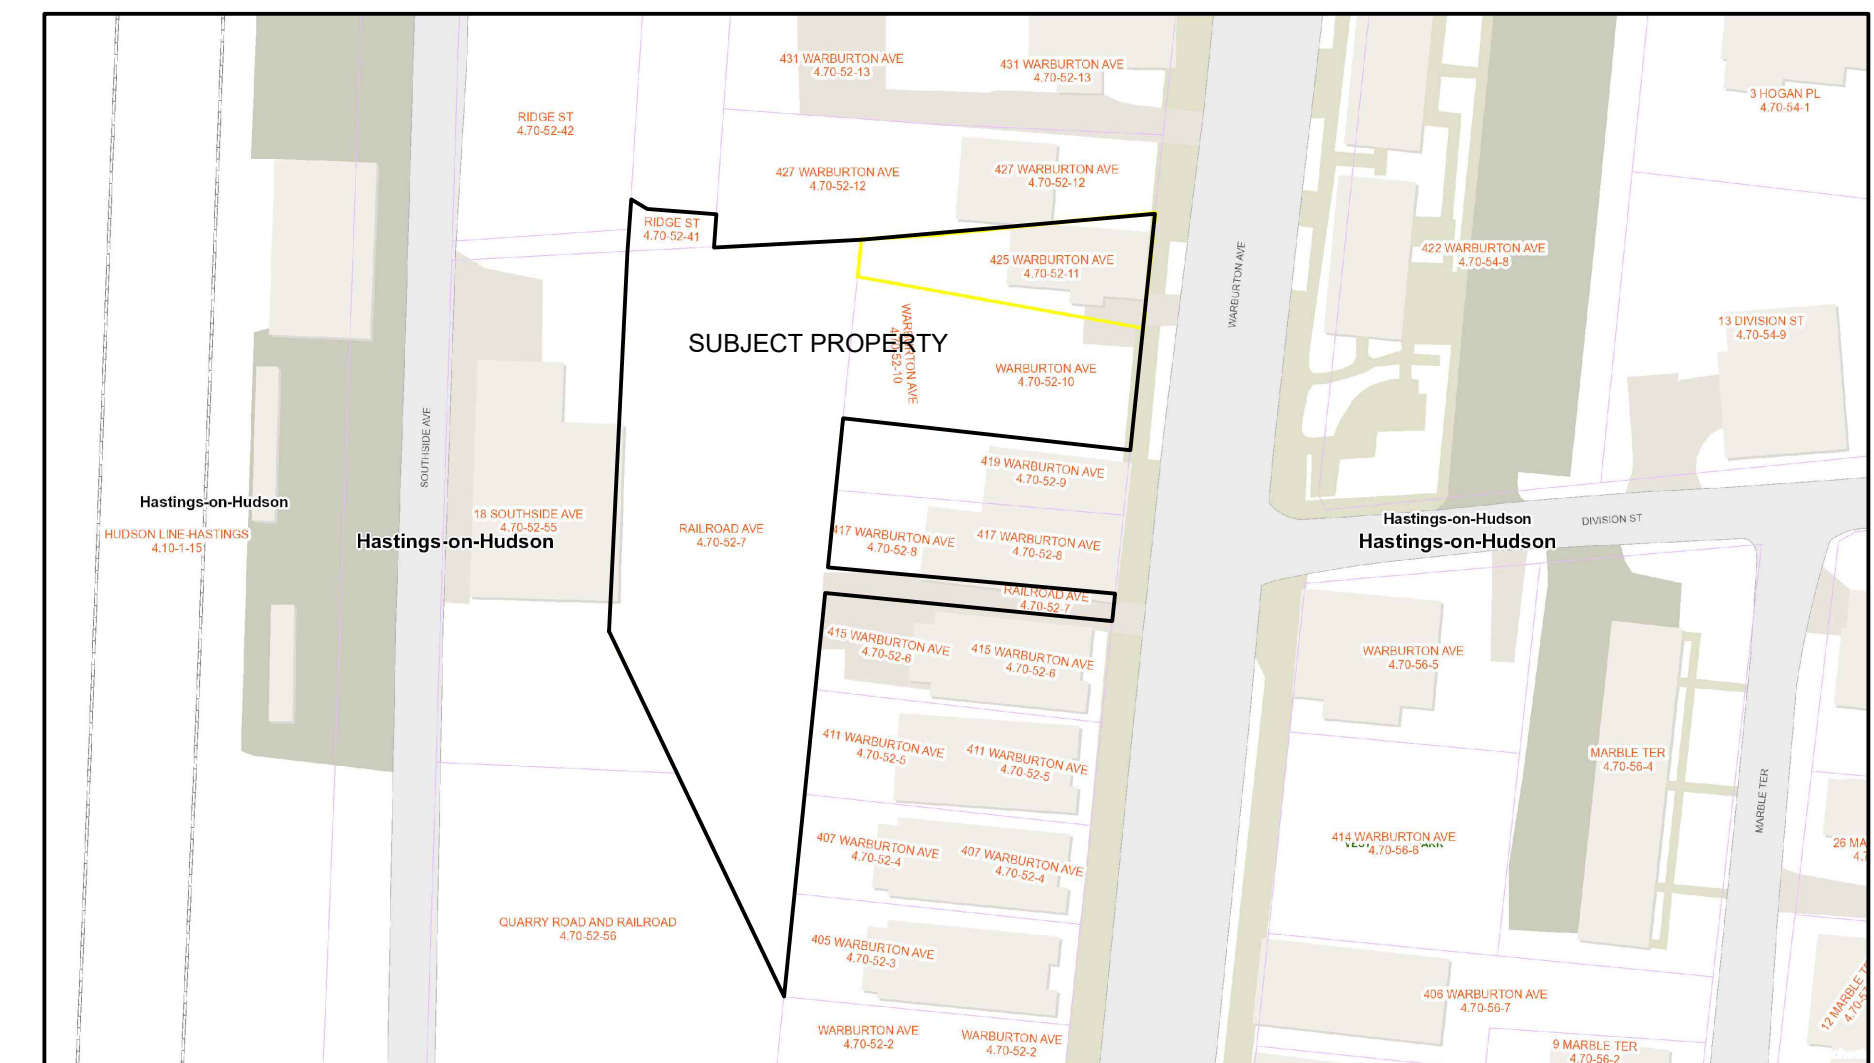 431 WARBURTON AVE
4.70-52-13
431 WARBURTON AVE
4.70-52-13
3 HOGAN PL
4.70-54-1
RIDGE ST
4.70-52-42
427 WARBURTON AVE
4.70-52-12
427 WARBURTON AVE
4.70-52-12
RIDGE ST
4.70-52-41
425 WARBURTON AVE
4.70-52-11
WARBURTON AVE
422 WARBURTON AVE
4.70-54-8
13 DIVISION ST
4.70-54-9
SUBJECT PROPERTY
WARBURTON AVE
4.70-52-10
WARBURTON AVE
4.70-52-10
SOUTHSIDE AVE
419 WARBURTON AVE
4.70-52-9
Hastings-on-Hudson
HUDSON LINE-HASTINGS
4.10-1-15
18 SOUTHSIDE AVE
4.70-52-55
Hastings-on-Hudson
RAILROAD AVE
4.70-52-7
417 WARBURTON AVE
4.70-52-8
417 WARBURTON AVE
4.70-52-8
Hastings-on-Hudson
DIVISION ST
Hastings-on-Hudson
RAILROAD AVE
4.70-52-7
415 WARBURTON AVE
4.70-52-6
415 WARBURTON AVE
4.70-52-6
WARBURTON AVE
4.70-56-5
411 WARBURTON AVE
4.70-52-5
411 WARBURTON AVE
4.70-52-5
MARBLE TER
4.70-56-4
MARBLE TER
407 WARBURTON AVE
4.70-52-4
407 WARBURTON AVE
4.70-52-4
414 WARBURTON AVE
4.70-56-6
26 MA
4.7
QUARRY ROAD AND RAILROAD
4.70-52-56
405 WARBURTON AVE
4.70-52-3
406 WARBURTON AVE
4.70-56-7
12 MARBLE T
4.70-5
WARBURTON AVE
4.70-52-2
WARBURTON AVE
4.70-52-2
9 MARBLE TER
4.70-56-2